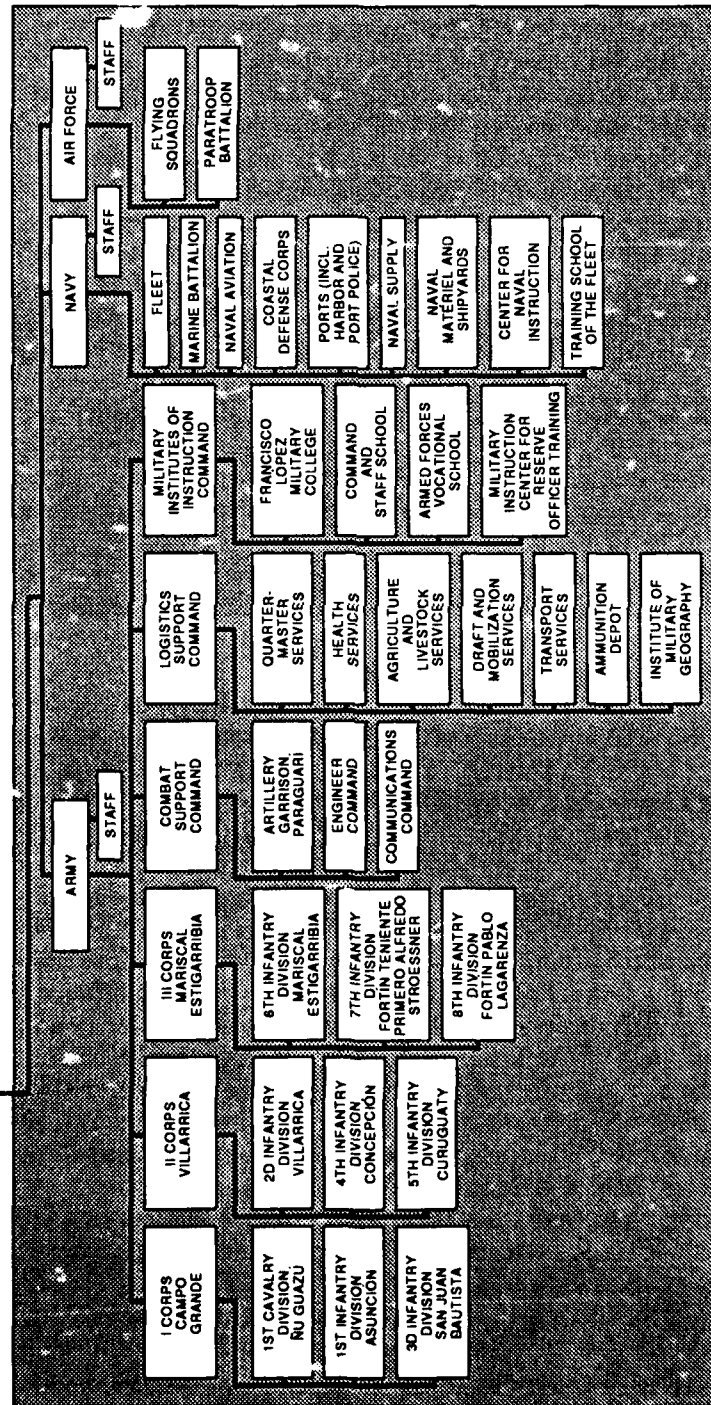 ARMY
STAFF
NAVY
STAFF
AIR FORCE
STAFF
I CORPS
CAMPO
GRANDE
1ST CAVALRY
DIVISION,
ÑU GUAZU
1ST INFANTRY
DIVISION
ASUNCIÓN
3D INFANTRY
DIVISION
SAN JUAN
BAUTISTA
II CORPS
VILLARRICA
2D INFANTRY
DIVISION
VILLARRICA
4TH INFANTRY
DIVISION
CONCEPCIÓN
5TH INFANTRY
DIVISION
CURUGUATY
III CORPS
MARISCAL
ESTIGARRIBIA
6TH INFANTRY
DIVISION
MARISCAL
ESTIGARRIBIA
7TH INFANTRY
DIVISION
FORTIN TENIENTE
PRIMERO ALFREDO
STROESSNER
8TH INFANTRY
DIVISION
FORTIN PABLO
LAGARENZA
COMBAT
SUPPORT
COMMAND
ARTILLERY
GARRISON,
PARAGUARI
ENGINEER
COMMAND
COMMUNICATIONS
COMMAND
LOGISTICS
SUPPORT
COMMAND
QUARTER-
MASTER
SERVICES
HEALTH
SERVICES
AGRICULTURE
AND
LIVESTOCK
SERVICES
DRAFT AND
MOBILIZATION
SERVICES
TRANSPORT
SERVICES
AMMUNITION
DEPOT
INSTITUTE OF
MILITARY
GEOGRAPHY
MILITARY
INSTITUTES OF
INSTRUCTION
COMMAND
FRANCISCO
LOPEZ
MILITARY
COLLEGE
COMMAND
AND
STAFF SCHOOL
ARMED FORCES
VOCATIONAL
SCHOOL
MILITARY
INSTRUCTION
CENTER FOR
RESERVE
OFFICER TRAINING
FLEET
MARINE BATTALION
NAVAL AVIATION
COASTAL
DEFENSE CORPS
PORTS (INCL.
HARBOR AND
PORT POLICE)
NAVAL SUPPLY
NAVAL
MATÉRIEL AND
SHIPYARDS
CENTER FOR
NAVAL
INSTRUCTION
TRAINING SCHOOL
OF THE FLEET
FLYING
SQUADRONS
PARATROOP
BATTALION